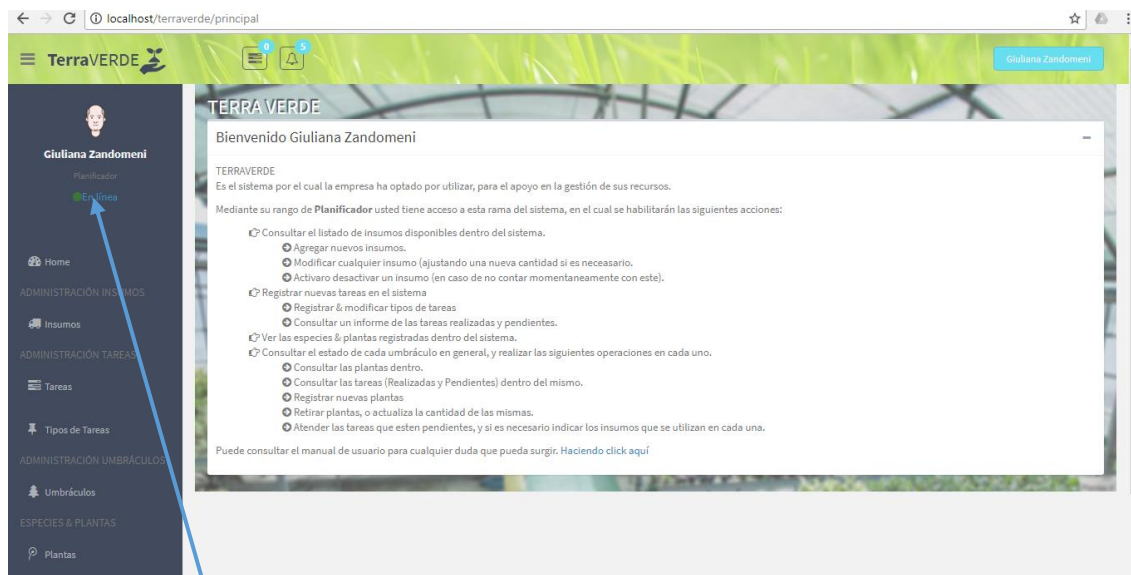 localhost/terraverde/principal
TerraVERDE
0
5
Giuliana Zandomeni
Giuliana Zandomeni
Planificador
En línea
Home
ADMINISTRACIÓN INSUMOS
Insumos
ADMINISTRACIÓN TAREAS
Tareas
Tipos de Tareas
ADMINISTRACIÓN UMBRÁCULOS
Umbráculos
ESPECIES & PLANTAS
Plantas
TERRA VERDE
Bienvenido Giuliana Zandomeni
TERRAVERDE
Es el sistema por el cual la empresa ha optado por utilizar, para el apoyo en la gestión de sus recursos.
Mediante su rango de Planificador usted tiene acceso a esta rama del sistema, en el cual se habilitarán las siguientes acciones:
Consultar el listado de insumos disponibles dentro del sistema.
Agregar nuevos insumos.
Modificar cualquier insumo (ajustando una nueva cantidad si es neceasario.
Activaro desactivar un insumo (en caso de no contar momentaneamente con este).
Registrar nuevas tareas en el sistema
Registrar & modificar tipos de tareas
Consultar un informe de las tareas realizadas y pendientes.
Ver las especies & plantas registradas dentro del sistema.
Consultar el estado de cada umbráculo en general, y realizar las siguientes operaciones en cada uno.
Consultar las plantas dentro.
Consultar las tareas (Realizadas y Pendientes) dentro del mismo.
Registrar nuevas plantas
Retirar plantas, o actualiza la cantidad de las mismas.
Atender las tareas que esten pendientes, y si es necesario indicar los insumos que se utilizan en cada una.
Puede consultar el manual de usuario para cualquier duda que pueda surgir. Haciendo click aquí